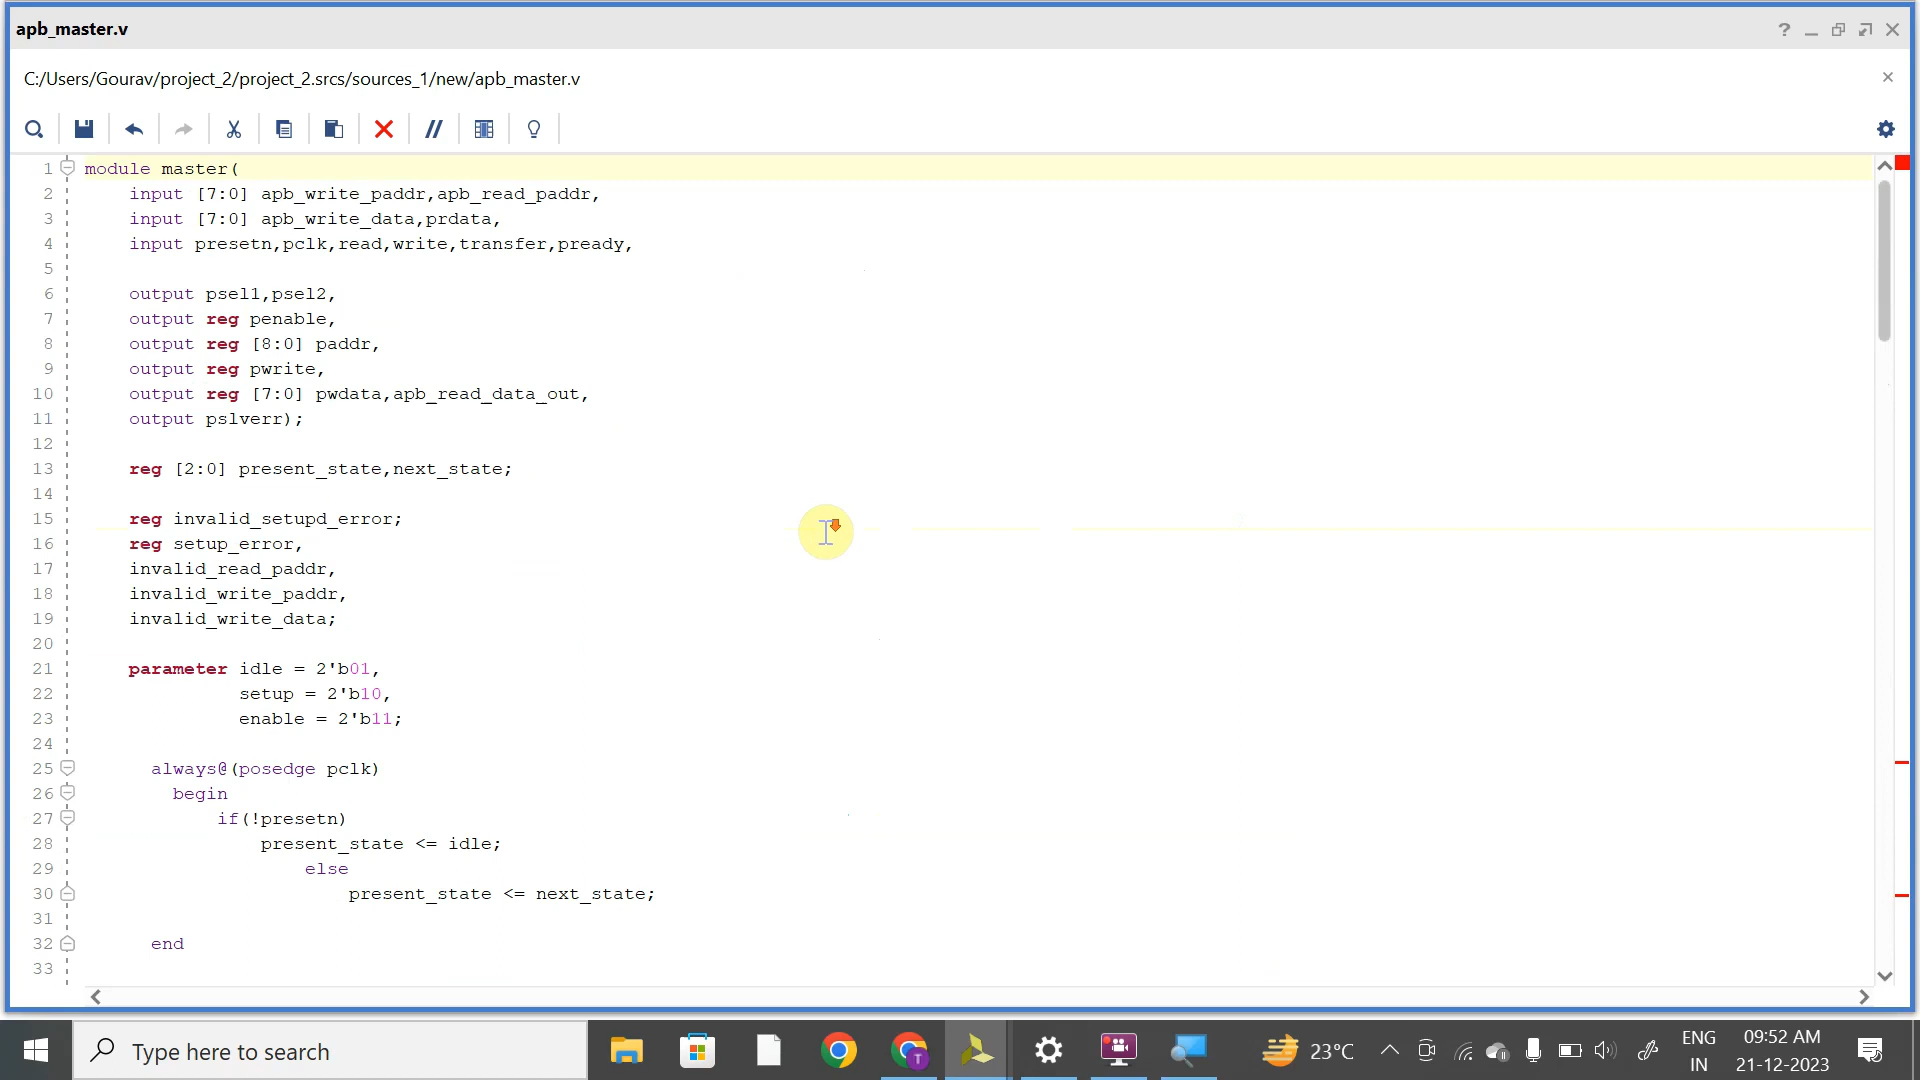 apb_master.v
C:/Users/Gourav/project_2/project_2.srcs/sources_1/new/apb_master.v
1 module master(
2 input [7:0] apb_write_paddr,apb_read_paddr,
3 input [7:0] apb_write_data,prdata,
4 input presetn,pclk,read,write,transfer,pready,
5
6 output psel1,psel2,
7 output reg penable,
8 output reg [8:0] paddr,
9 output reg pwrite,
10 output reg [7:0] pwdata,apb_read_data_out,
11 output pslverr);
12
13 reg [2:0] present_state,next_state;
14
15 reg invalid_setupd_error;
16 reg setup_error,
17 invalid_read_paddr,
18 invalid_write_paddr,
19 invalid_write_data;
20
21 parameter idle = 2'b01,
22 setup = 2'b10,
23 enable = 2'b11;
24
25 always@(posedge pclk)
26 begin
27 if(!presetn)
28 present_state <= idle;
29 else
30 present_state <= next_state;
31
32 end
33
Type here to search
T
23°C
ENG
IN
09:52 AM
21-12-2023